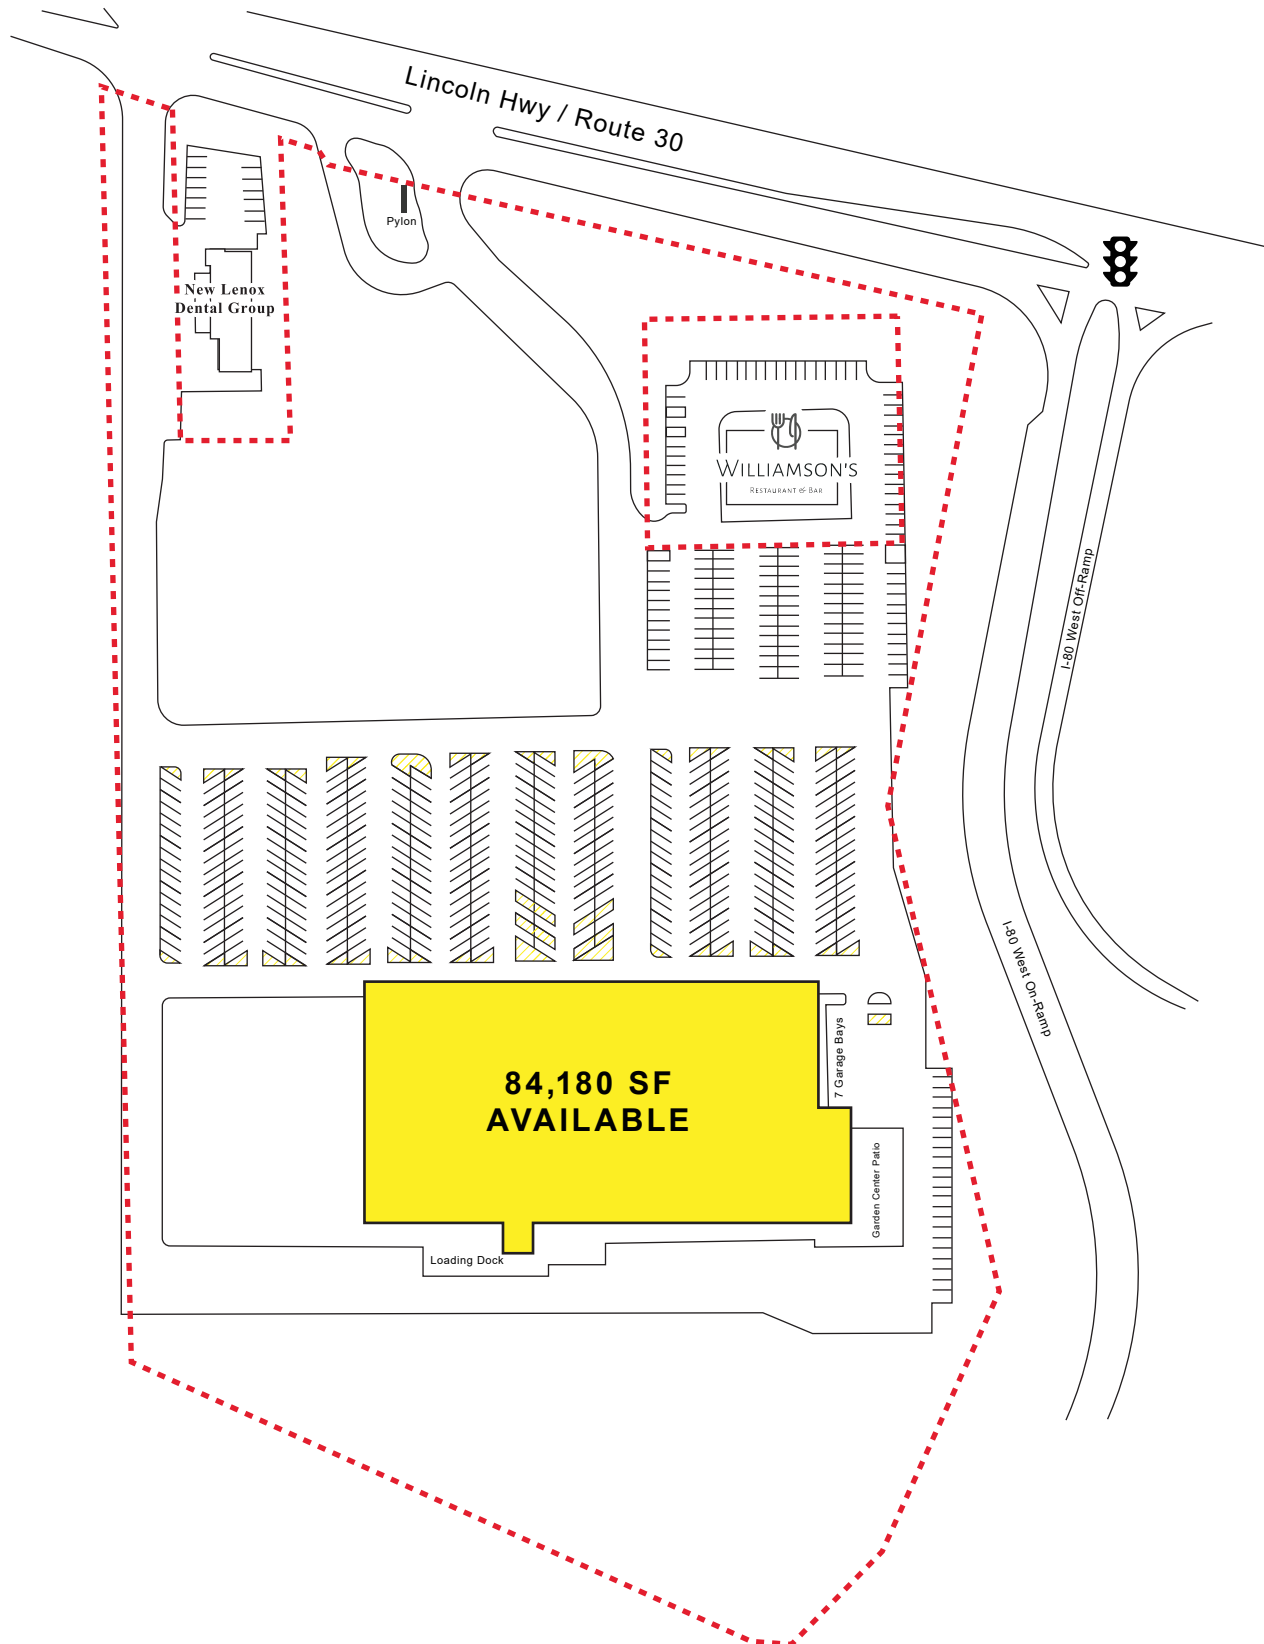 Lincoln Hwy / Route 30
Pylon
New Lenox
Dental Group
WILLIAMSON'S
RESTAURANT & BAR
I-80 West Off-Ramp
I-80 West On-Ramp
7 Garage Bays
84,180 SF
AVAILABLE
Garden Center Patio
Loading Dock